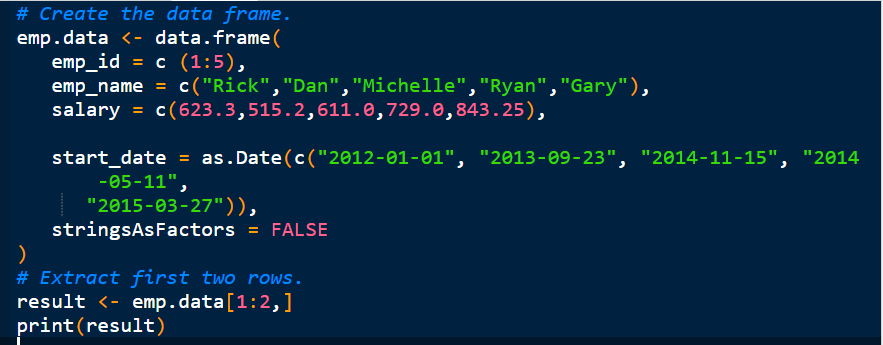 # Create the data frame.
emp.data <- data.frame(
   emp_id = c (1:5),
   emp_name = c("Rick","Dan","Michelle","Ryan","Gary"),
   salary = c(623.3,515.2,611.0,729.0,843.25),

   start_date = as.Date(c("2012-01-01", "2013-09-23", "2014-11-15", "2014
       -05-11",
      "2015-03-27")),
   stringsAsFactors = FALSE
)
# Extract first two rows.
result <- emp.data[1:2,]
print(result)